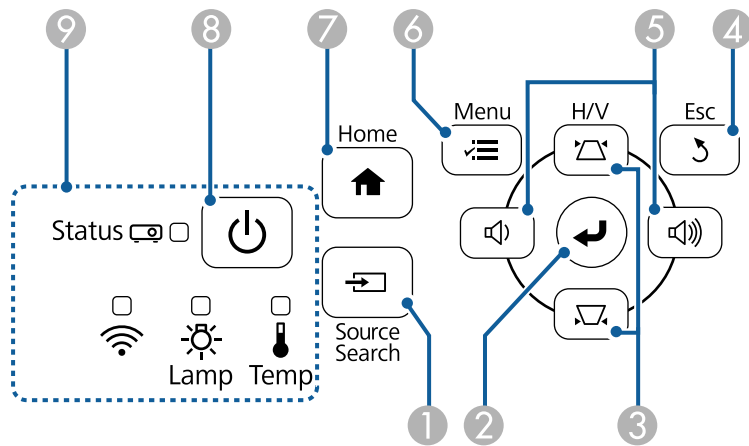 9 8 7 6 5 4
Menu H/V Esc
Home
Status
Source
Search
Lamp Temp
1 2 3